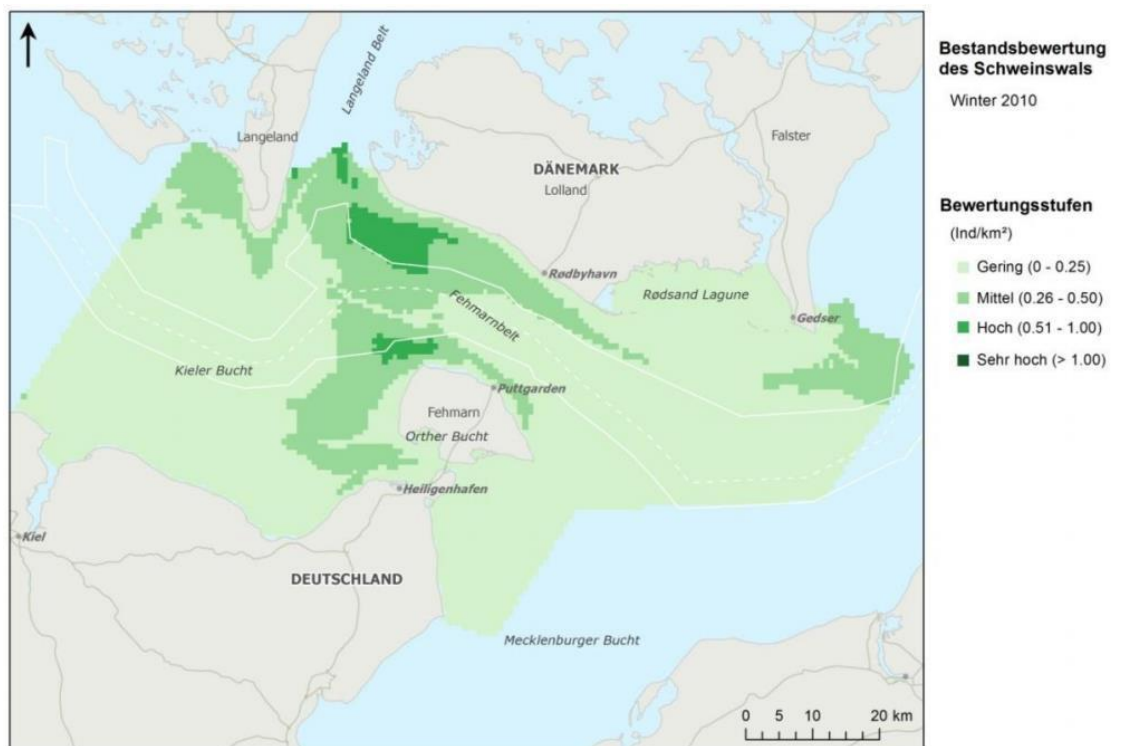 Langeland Belt
Langeland
Falster
DÄNEMARK
Lolland
Rødbyhavn
Rødsand Lagune
Gedser
Fehmarnbelt
Kieler Bucht
Puttgarden
Fehmarn
Orther Bucht
Heiligenhafen
Kiel
DEUTSCHLAND
Mecklenburger Bucht
0 5 10 20 km
Bestandsbewertung
des Schweinswals
Winter 2010
Bewertungsstufen
(Ind/km²)
Gering (0 - 0.25)
Mittel (0.26 - 0.50)
Hoch (0.51 - 1.00)
Sehr hoch (> 1.00)